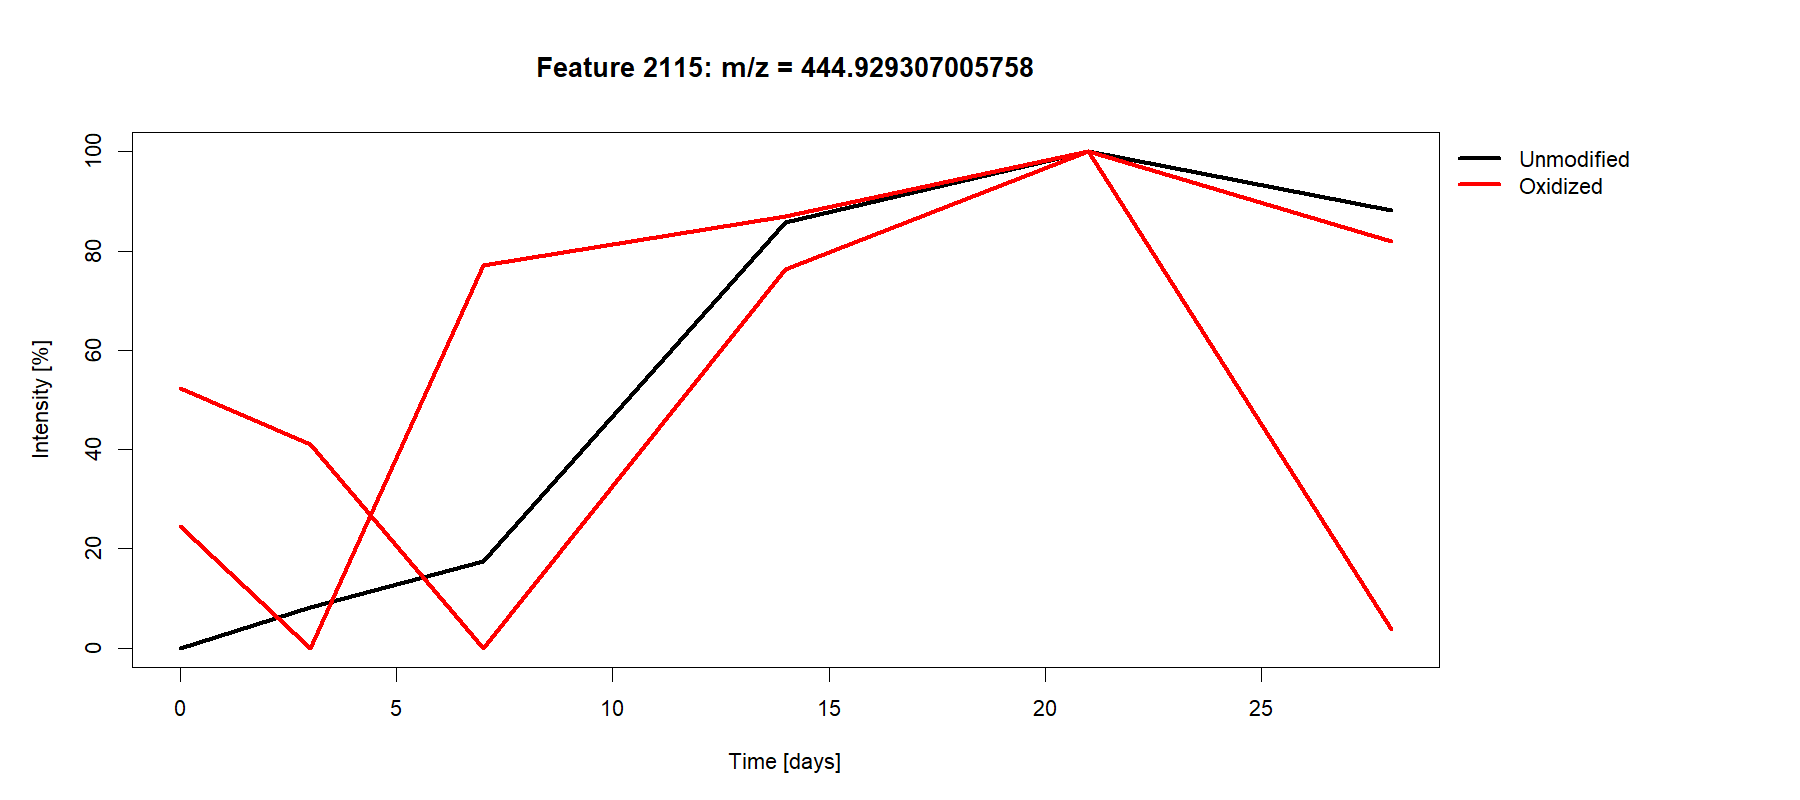 Feature 2115: m/z = 444.929307005758
Unmodified
Oxidized
Intensity [%]
100
80
60
40
20
0
0 5 10 15 20 25
Time [days]